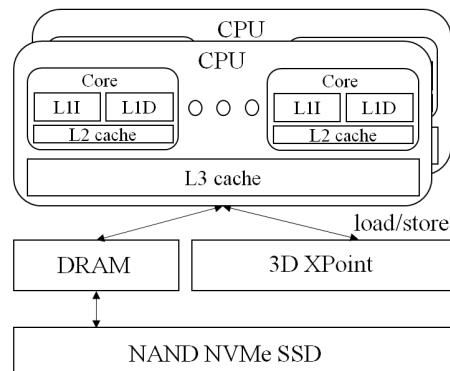 CPU
CPU
Core
Core
L1I
L1D
L1I
L1D
L2 cache
L2 cache
L3 cache
load/store
DRAM
3D XPoint
NAND NVMe SSD